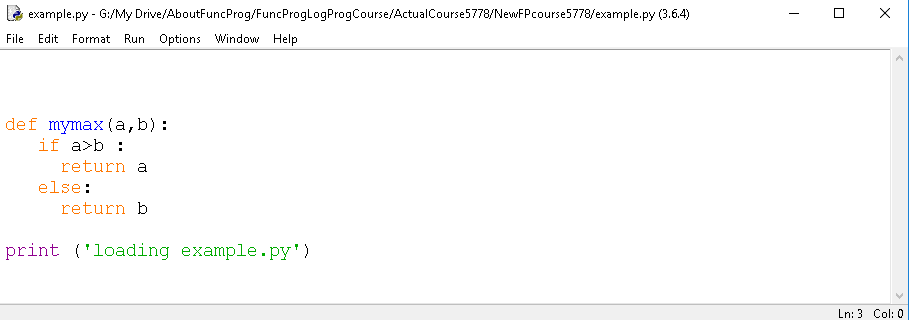 example.py - G:/My Drive/AboutFuncProg/FuncProgLogProgCourse/ActualCourse5778/NewFPcourse5778/example.py (3.6.4)
File Edit Format Run Options Window Help
def mymax(a,b):
   if a>b :
     return a
   else:
     return b
print ('loading example.py')
Ln: 3 Col: 0